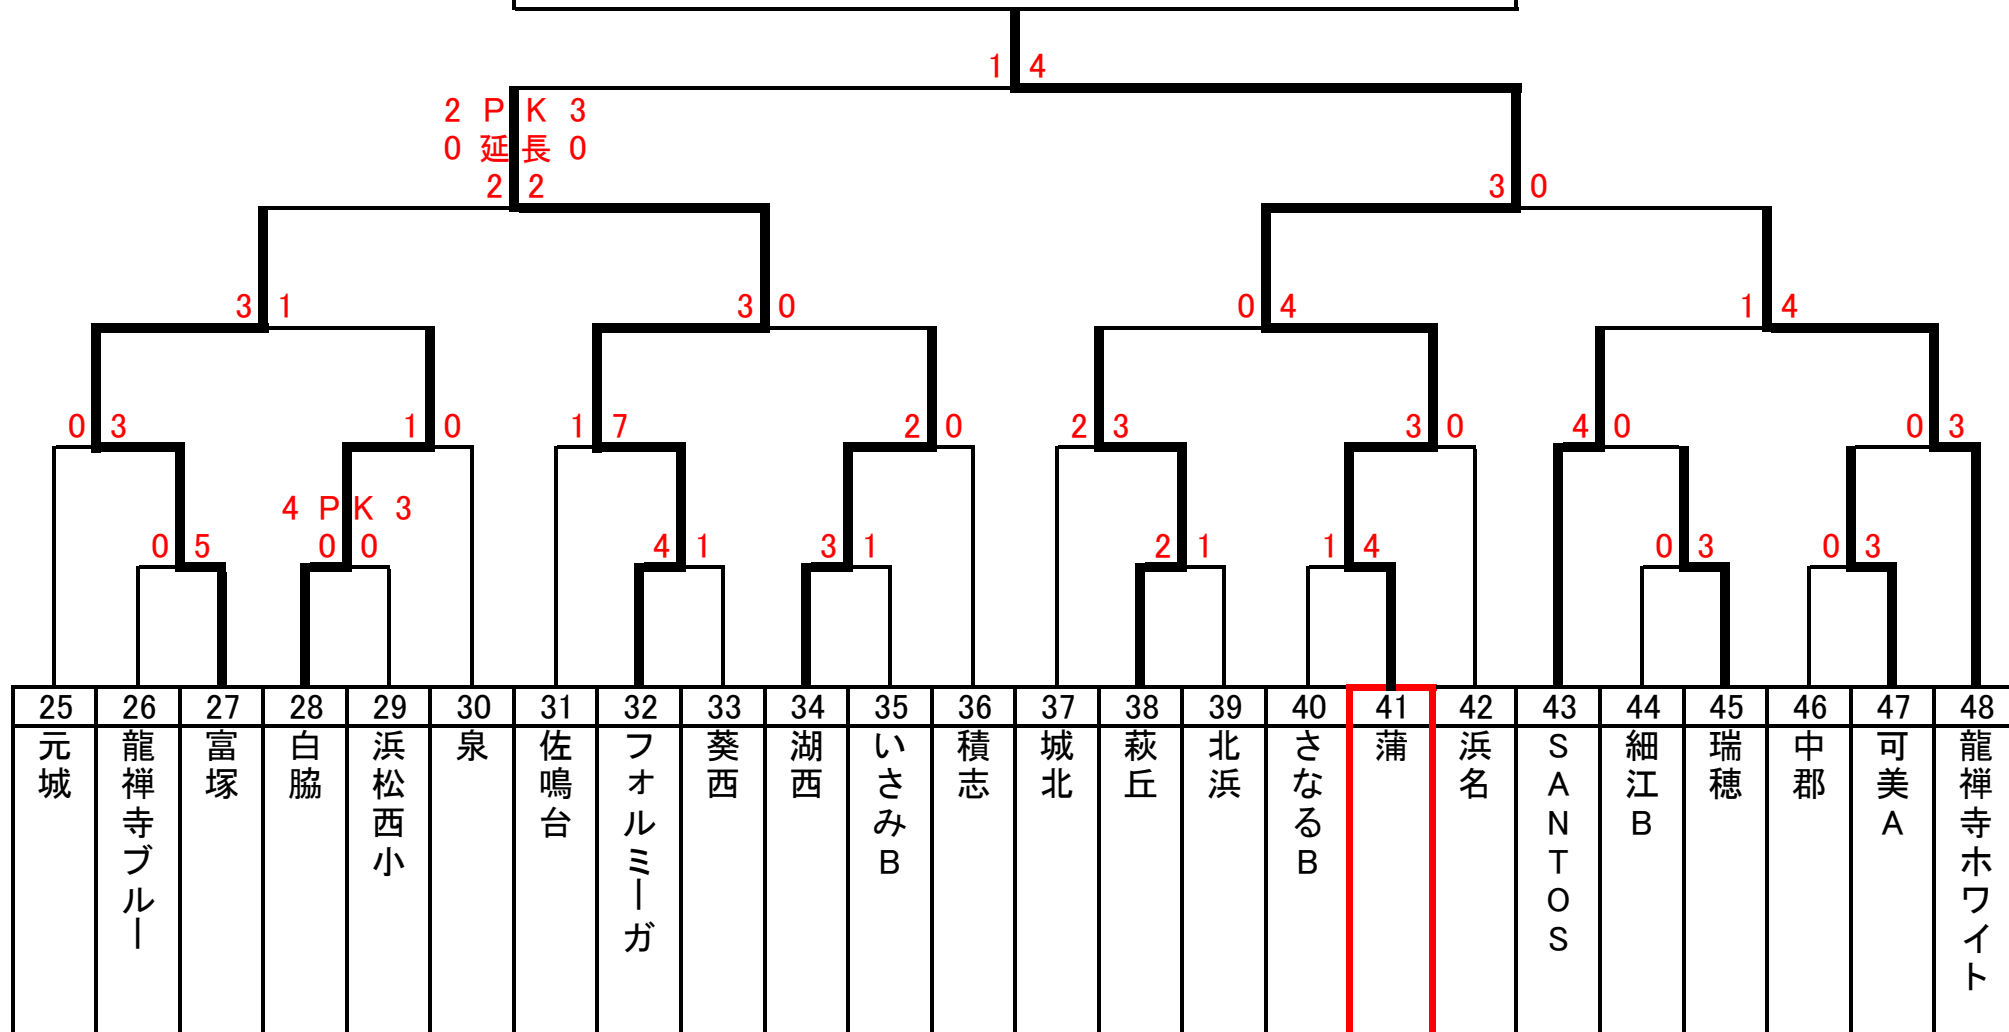 1 4
2 P K 3
0 延長 0
2 2
3 0
3 1
3 0
0 4
1 4
0 3
1 0
1 7
2 0
2 3
3 0
4 0
0 3
4 P K 3
0 5
0 0
4 1
3 1
2 1
1 4
0 3
0 3
25 26 27 28 29 30 31 32 33 34 35 36 37 38 39 40 41 42 43 44 45 46 47 48
元城
龍禅寺ブルー
富塚
白脇
浜松西小
泉
佐鳴台
フォルミーガ
葵西
湖西
いさみB
積志
城北
萩丘
北浜
さなるB
蒲
浜名
SANTOS
細江B
瑞穂
中郡
可美A
龍禅寺ホワイト